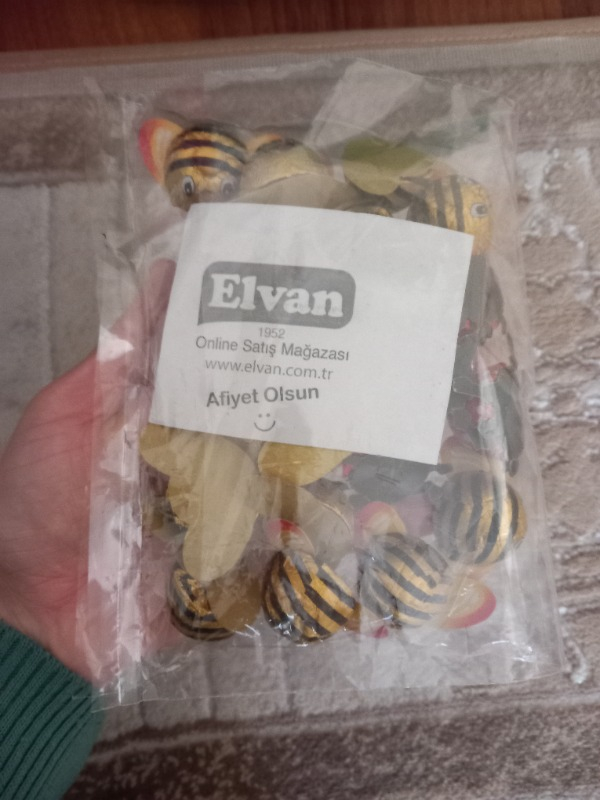 Elvan
1952
Online Satış Mağazası
www.elvan.com.tr
Afiyet Olsun